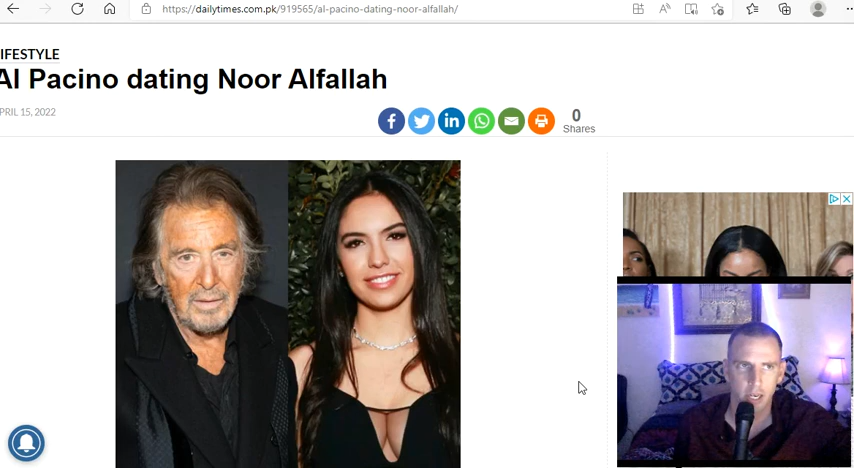 https://dailytimes.com.pk/919565/al-pacino-dating-noor-alfallah/
IFESTYLE
Al Pacino dating Noor Alfallah
PRIL 15, 2022
0
Shares